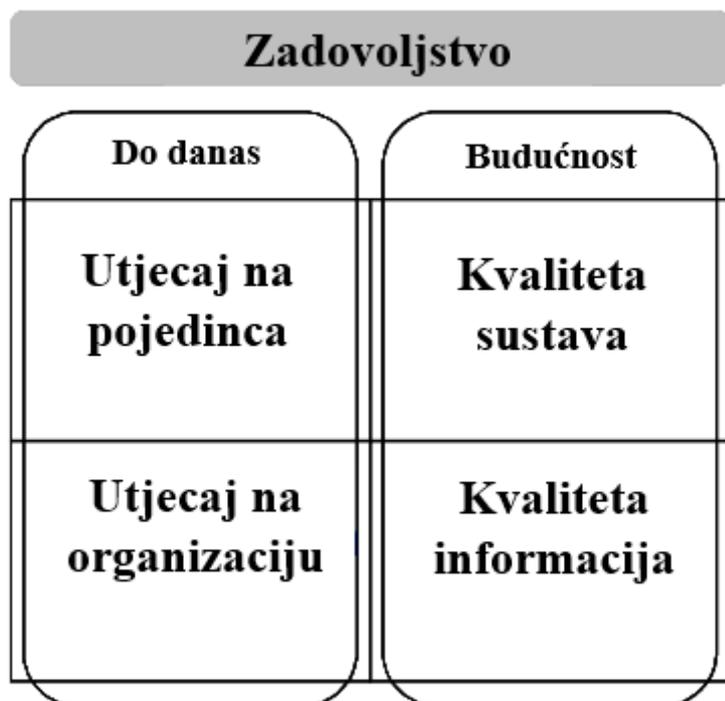 Zadovoljstvo
Do danas
Budućnost
Utjecaj na
pojedinca
Kvaliteta
sustava
Utjecaj na
organizaciju
Kvaliteta
informacija